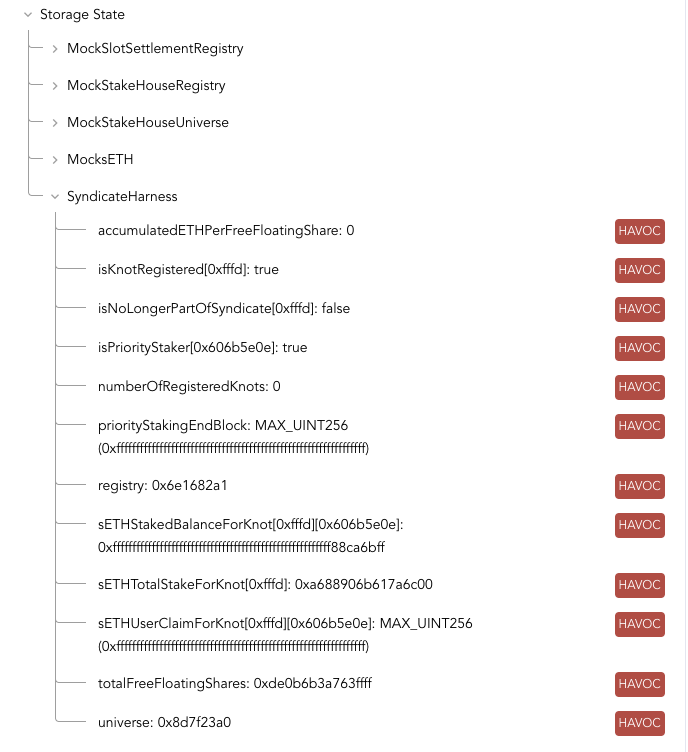 Storage State
MockSlotSettlementRegistry
MockStakeHouseRegistry
MockStakeHouseUniverse
MocksETH
SyndicateHarness
accumulatedETHPerFreeFloatingShare: 0 HAVOC
isKnotRegistered[0xfffd]: true HAVOC
isNoLongerPartOfSyndicate[0xfffd]: false HAVOC
isPriorityStaker[0x606b5e0e]: true HAVOC
numberOfRegisteredKnots: 0 HAVOC
priorityStakingEndBlock: MAX_UINT256 HAVOC
(0xffffffffffffffffffffffffffffffffffffffffffffffffffffffffffffffff)
registry: 0x6e1682a1 HAVOC
sETHStakedBalanceForKnot[0xfffd][0x606b5e0e]: HAVOC
0xffffffffffffffffffffffffffffffffffffffffffffffffffffffff88ca6bff
sETHTotalStakeForKnot[0xfffd]: 0xa688906b617a6c00 HAVOC
sETHUserClaimForKnot[0xfffd][0x606b5e0e]: MAX_UINT256 HAVOC
(0xffffffffffffffffffffffffffffffffffffffffffffffffffffffffffffffff)
totalFreeFloatingShares: 0xde0b6b3a763ffff HAVOC
universe: 0x8d7f23a0 HAVOC